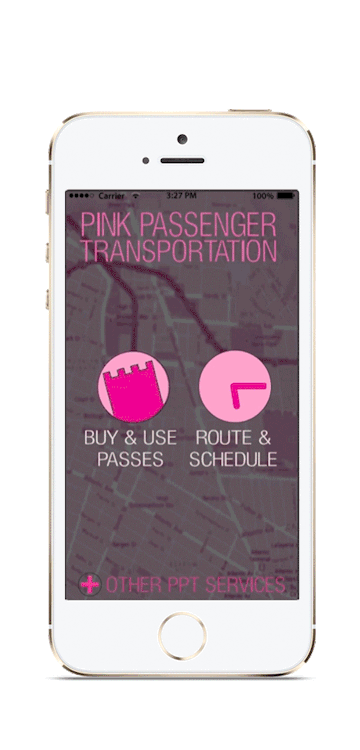 Carrier 3:27 PM 100%
PINK PASSENGER
TRANSPORTATION
BUY & USE
PASSES
ROUTE &
SCHEDULE
OTHER PPT SERVICES